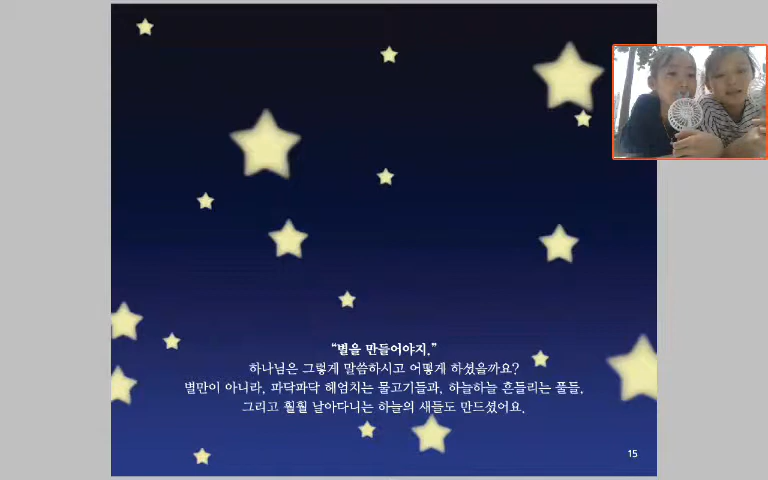 “별을 만들어야지.”
하나님은 그렇게 말씀하시고 어떻게 하셨을까요?
별만이 아니라, 파닥파닥 헤엄치는 물고기들과, 하늘하늘 흔들리는 풀들,
그리고 훨훨 날아다니는 하늘의 새들도 만드셨어요.
15